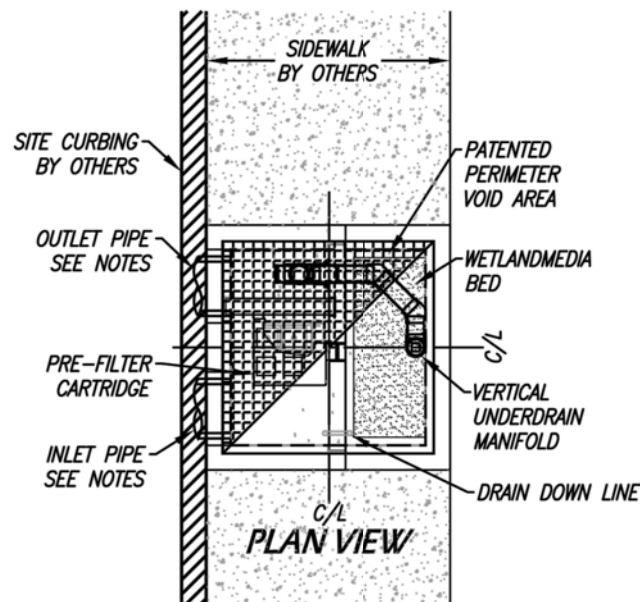 SIDEWALK
BY OTHERS
SITE CURBING
BY OTHERS
PATENTED
PERIMETER
VOID AREA
OUTLET PIPE
SEE NOTES
WETLANDMEDIA
BED
C/L
PRE-FILTER
CARTRIDGE
VERTICAL
UNDERDRAIN
MANIFOLD
INLET PIPE
SEE NOTES
DRAIN DOWN LINE
C/L
PLAN VIEW